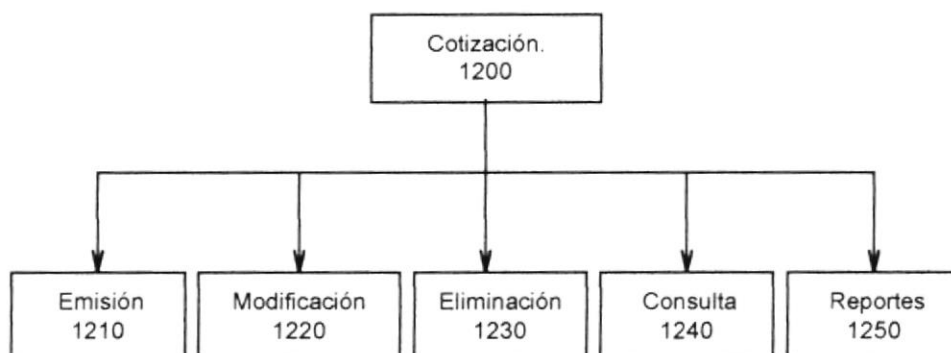 Cotización.
1200
Emisión
1210
Modificación
1220
Eliminación
1230
Consulta
1240
Reportes
1250